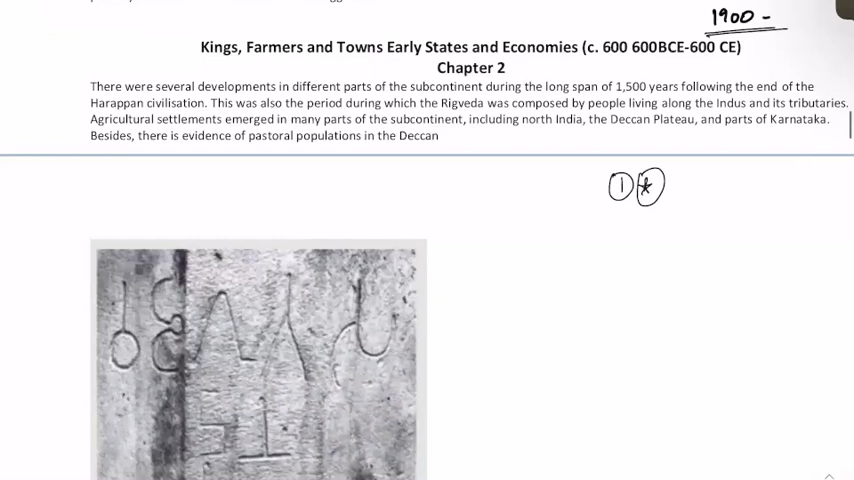 1900 -
Kings, Farmers and Towns Early States and Economies (c. 600 600BCE-600 CE)
Chapter 2
There were several developments in different parts of the subcontinent during the long span of 1,500 years following the end of the
Harappan civilisation. This was also the period during which the Rigveda was composed by people living along the Indus and its tributaries.
Agricultural settlements emerged in many parts of the subcontinent, including north India, the Deccan Plateau, and parts of Karnataka.
Besides, there is evidence of pastoral populations in the Deccan
1 *